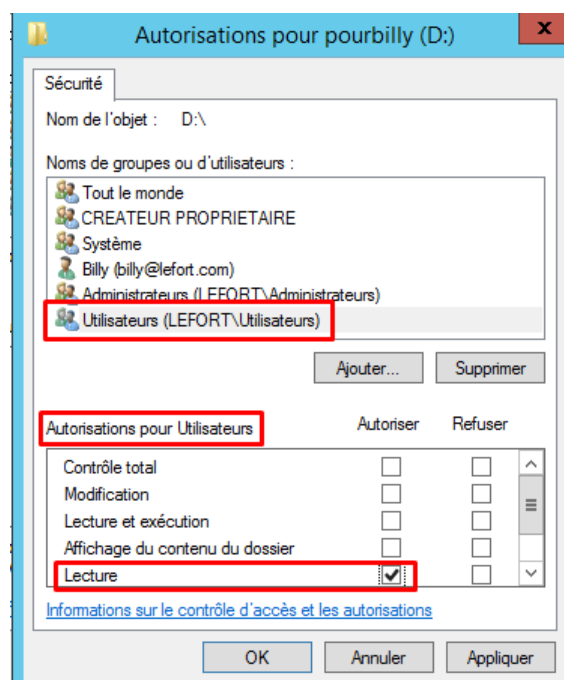 Autorisations pour pourbilly (D:)
x
Sécurité
Nom de l'objet : D:\
Noms de groupes ou d'utilisateurs :
Tout le monde
CREATEUR PROPRIETAIRE
Système
Billy (billy@lefort.com)
Administrateurs (LEFORT\Administrateurs)
Utilisateurs (LEFORT\Utilisateurs)
Ajouter... Supprimer
Autorisations pour Utilisateurs Autoriser Refuser
Contrôle total
Modification
Lecture et exécution
Affichage du contenu du dossier
Lecture
Informations sur le contrôle d'accès et les autorisations
OK Annuler Appliquer